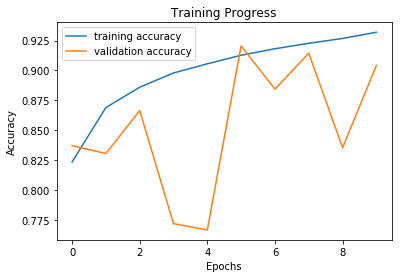 Training Progress
training accuracy
validation accuracy
Accuracy
0.925
0.900
0.875
0.850
0.825
0.800
0.775
0 2 4 6 8
Epochs